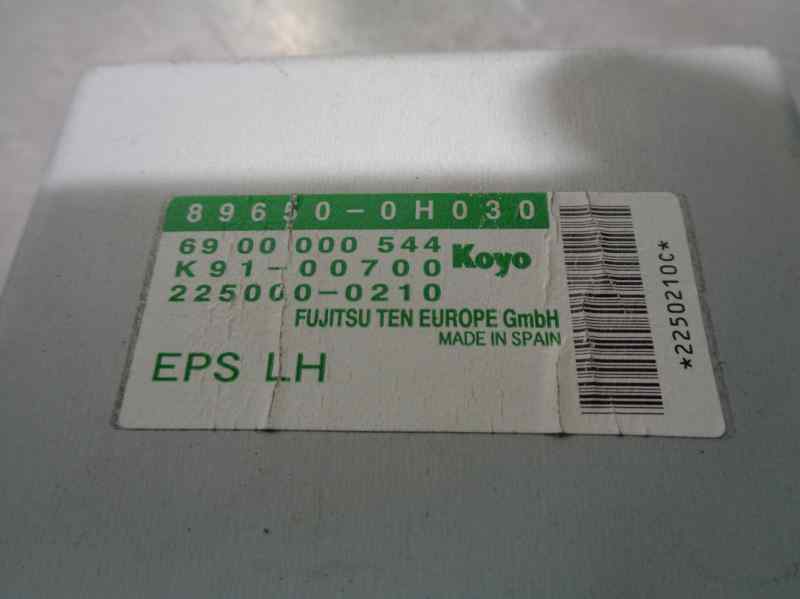 89650-0H030
69 00 000 544
K91-00700 Koyo
225000-0210
FUJITSU TEN EUROPE GmbH
MADE IN SPAIN
EPS LH
*2250210C*